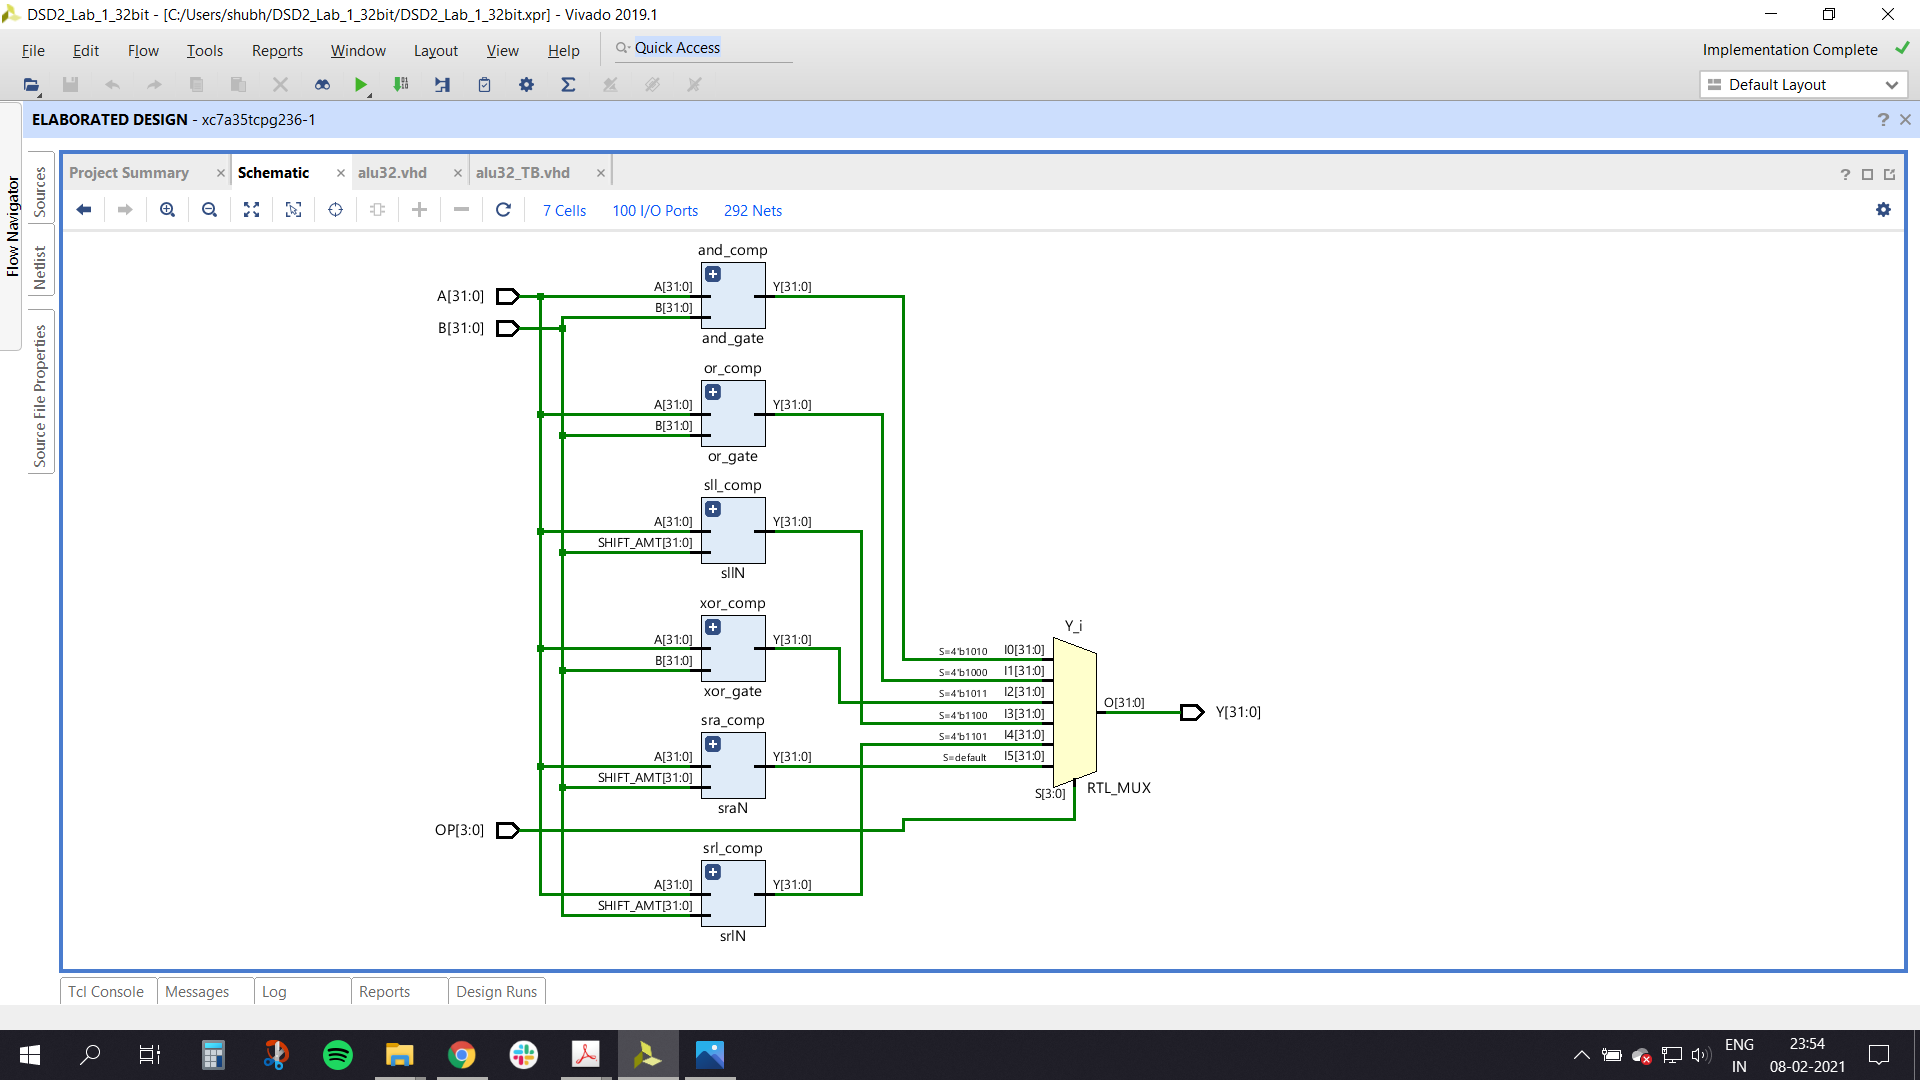 DSD2_Lab_1_32bit - [C:/Users/shubh/DSD2_Lab_1_32bit/DSD2_Lab_1_32bit.xpr] - Vivado 2019.1
File Edit Flow Tools Reports Window Layout View Help Quick Access
Implementation Complete
Default Layout
ELABORATED DESIGN - xc7a35tcpg236-1
Flow Navigator
Sources
Netlist
Source File Properties
Project Summary Schematic alu32.vhd alu32_TB.vhd
7 Cells 100 I/O Ports 292 Nets
and_comp
A[31:0] A[31:0] Y[31:0]
B[31:0] B[31:0]
and_gate
or_comp
A[31:0] Y[31:0]
B[31:0]
or_gate
sll_comp
A[31:0] Y[31:0]
SHIFT_AMT[31:0]
sllN
xor_comp
A[31:0] Y[31:0]
B[31:0]
xor_gate
Y_i
S=4'b1010 I0[31:0]
S=4'b1000 I1[31:0]
S=4'b1011 I2[31:0]
S=4'b1100 I3[31:0]
S=4'b1101 I4[31:0]
S=default I5[31:0]
O[31:0] Y[31:0]
S[3:0] RTL_MUX
sra_comp
A[31:0] Y[31:0]
SHIFT_AMT[31:0]
sraN
OP[3:0]
srl_comp
A[31:0] Y[31:0]
SHIFT_AMT[31:0]
srlN
Tcl Console Messages Log Reports Design Runs
ENG
IN
23:54
08-02-2021